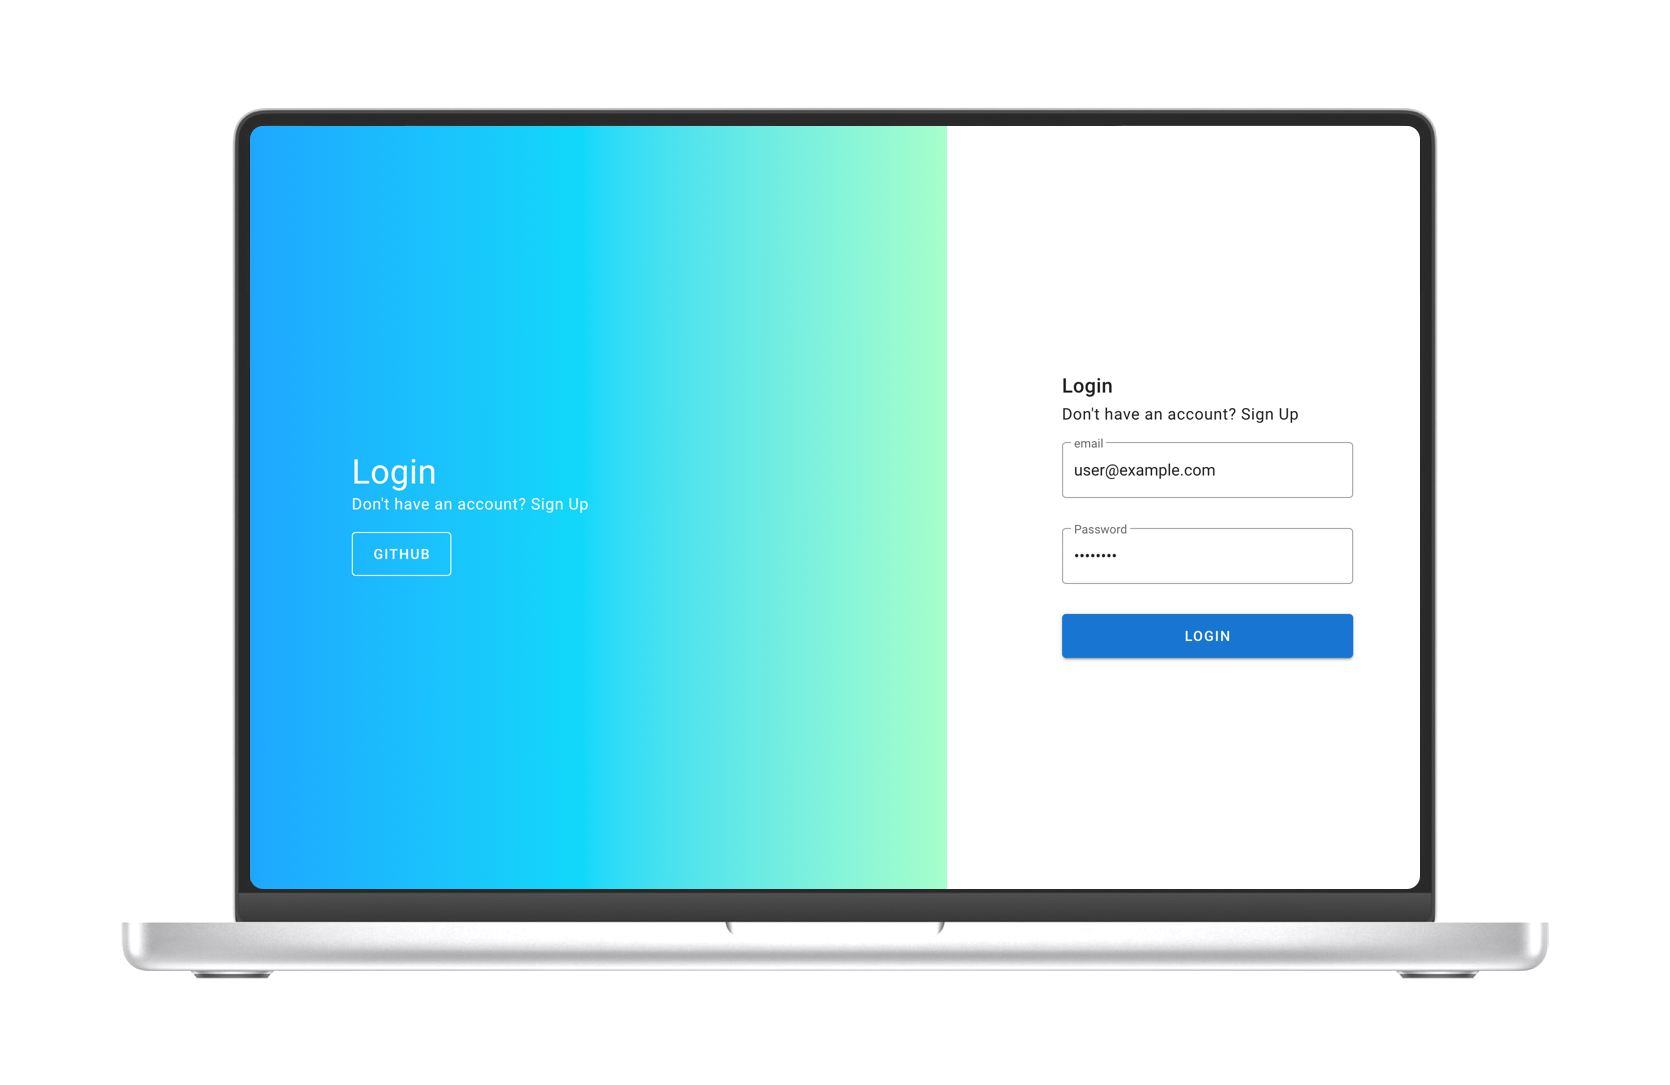 Login
Don't have an account? Sign Up
GITHUB
Login
Don't have an account? Sign Up
email
user@example.com
Password
••••••••
LOGIN